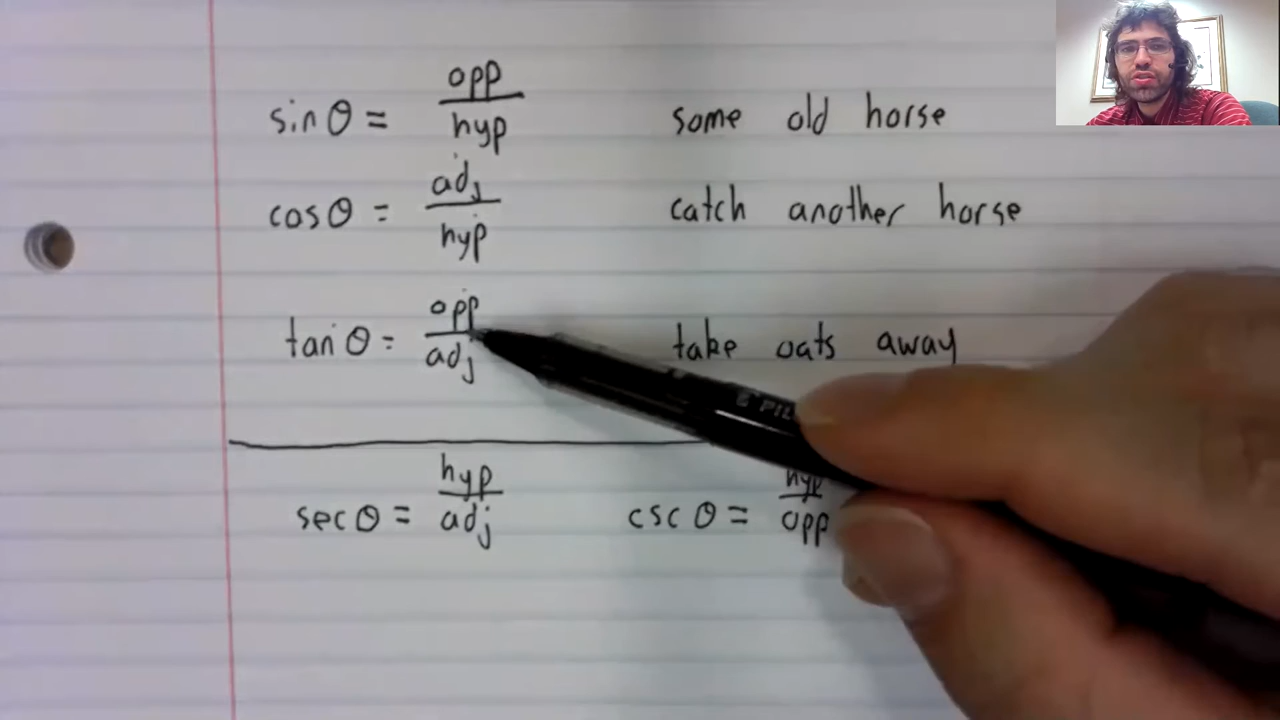 sin θ = opp/hyp some old horse
cos θ = adj/hyp catch another horse
tan θ = opp/adj take oats away
sec θ = hyp/adj csc θ = hyp/opp